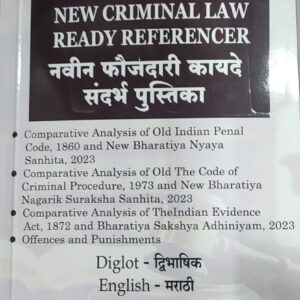 NEW CRIMINAL LAW
READY REFERENCER
नवीन फौजदारी कायदे
संदर्भ पुस्तिका
• Comparative Analysis of Old Indian Penal
Code, 1860 and New Bharatiya Nyaya
Sanhita, 2023
• Comparative Analysis of Old The Code of
Criminal Procedure, 1973 and New Bharatiya
Nagarik Suraksha Sanhita, 2023
• Comparative Analysis of TheIndian Evidence
Act, 1872 and Bharatiya Sakshya Adhiniyam, 2023
• Offences and Punishments
Diglot - द्विभाषिक
English - मराठी